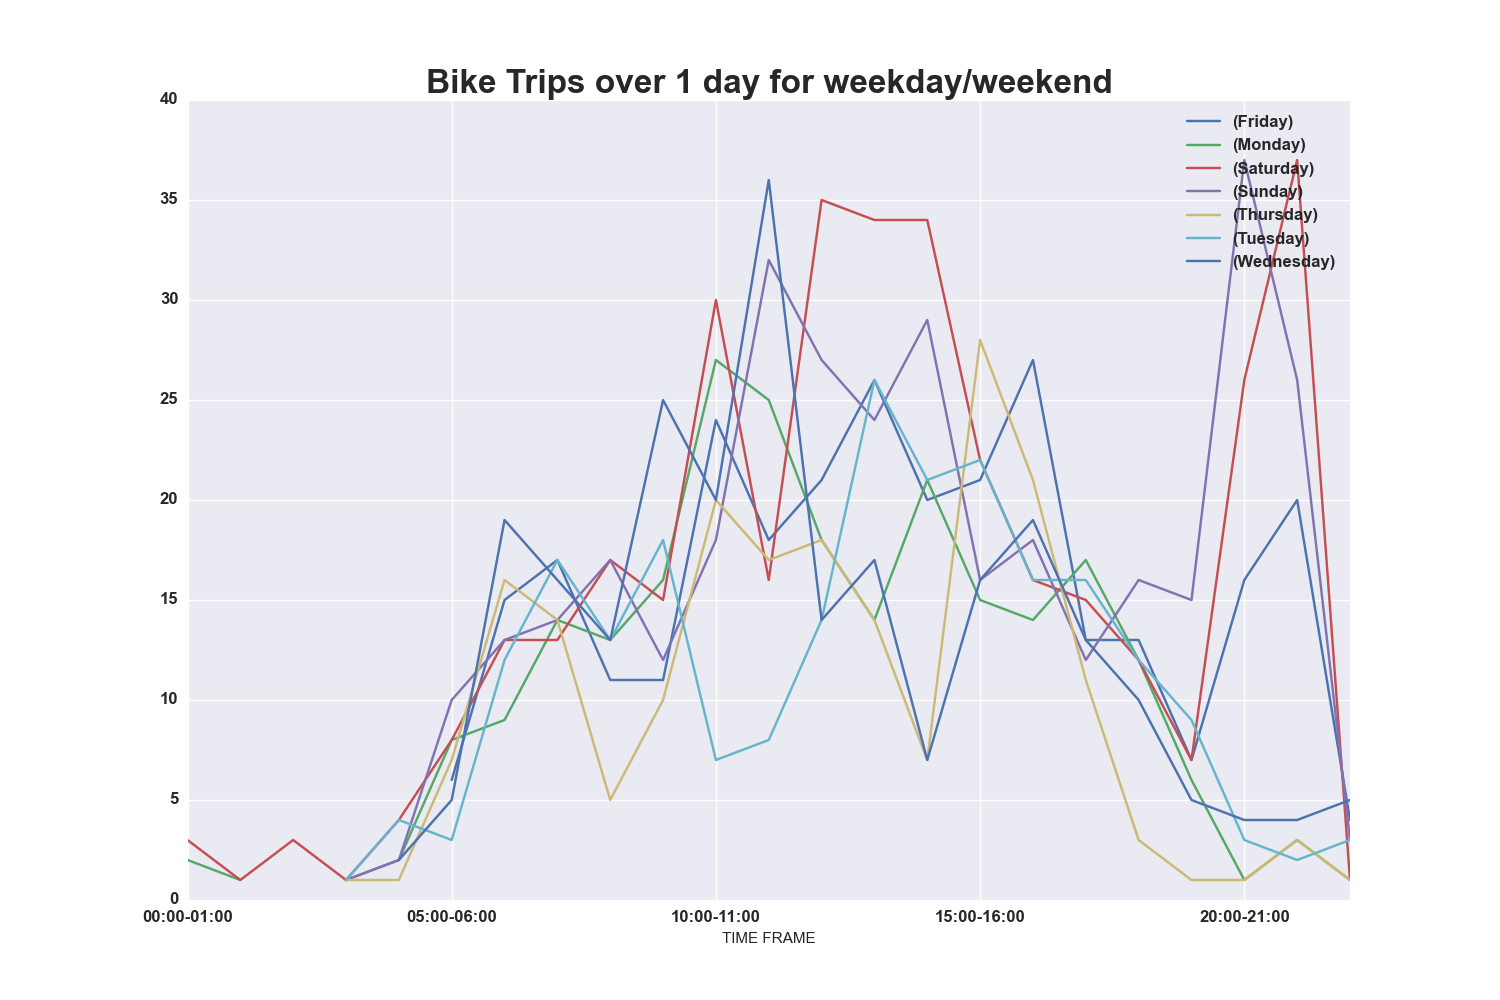 Bike Trips over 1 day for weekday/weekend
40
35
30
25
20
15
10
5
0
(Friday)
(Monday)
(Saturday)
(Sunday)
(Thursday)
(Tuesday)
(Wednesday)
00:00-01:00 05:00-06:00 10:00-11:00 15:00-16:00 20:00-21:00
TIME FRAME